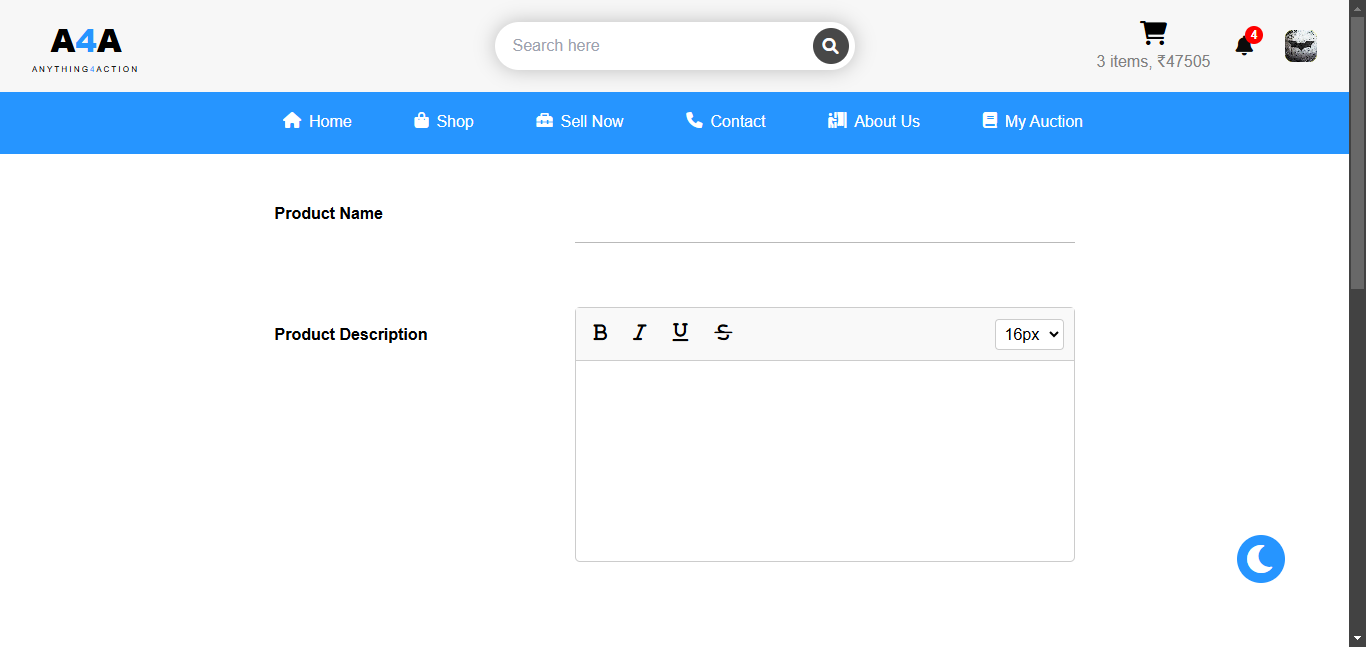 A4A
ANYTHING4ACTION
Search here
3 items, ₹47505
4
Home
Shop
Sell Now
Contact
About Us
My Auction
Product Name
Product Description
B I U S
16px